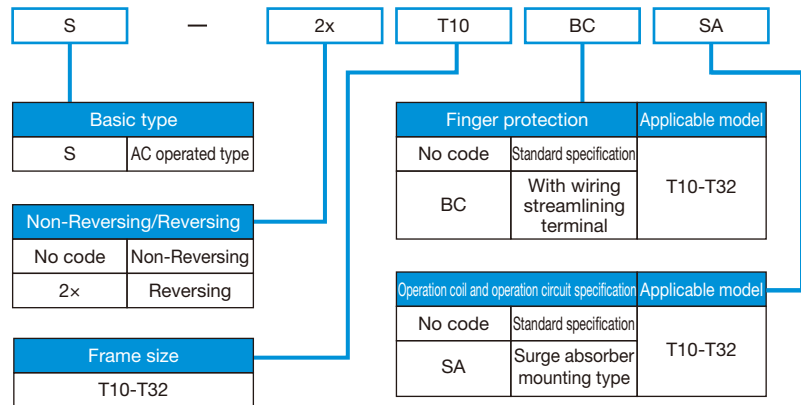 S — 2x T10 BC SA
Basic type
S AC operated type
Non-Reversing/Reversing
No code Non-Reversing
2× Reversing
Frame size
T10-T32
Finger protection Applicable model
No code Standard specification
BC With wiring
streamlining
terminal
T10-T32
Operation coil and operation circuit specification Applicable model
No code Standard specification
SA Surge absorber
mounting type
T10-T32